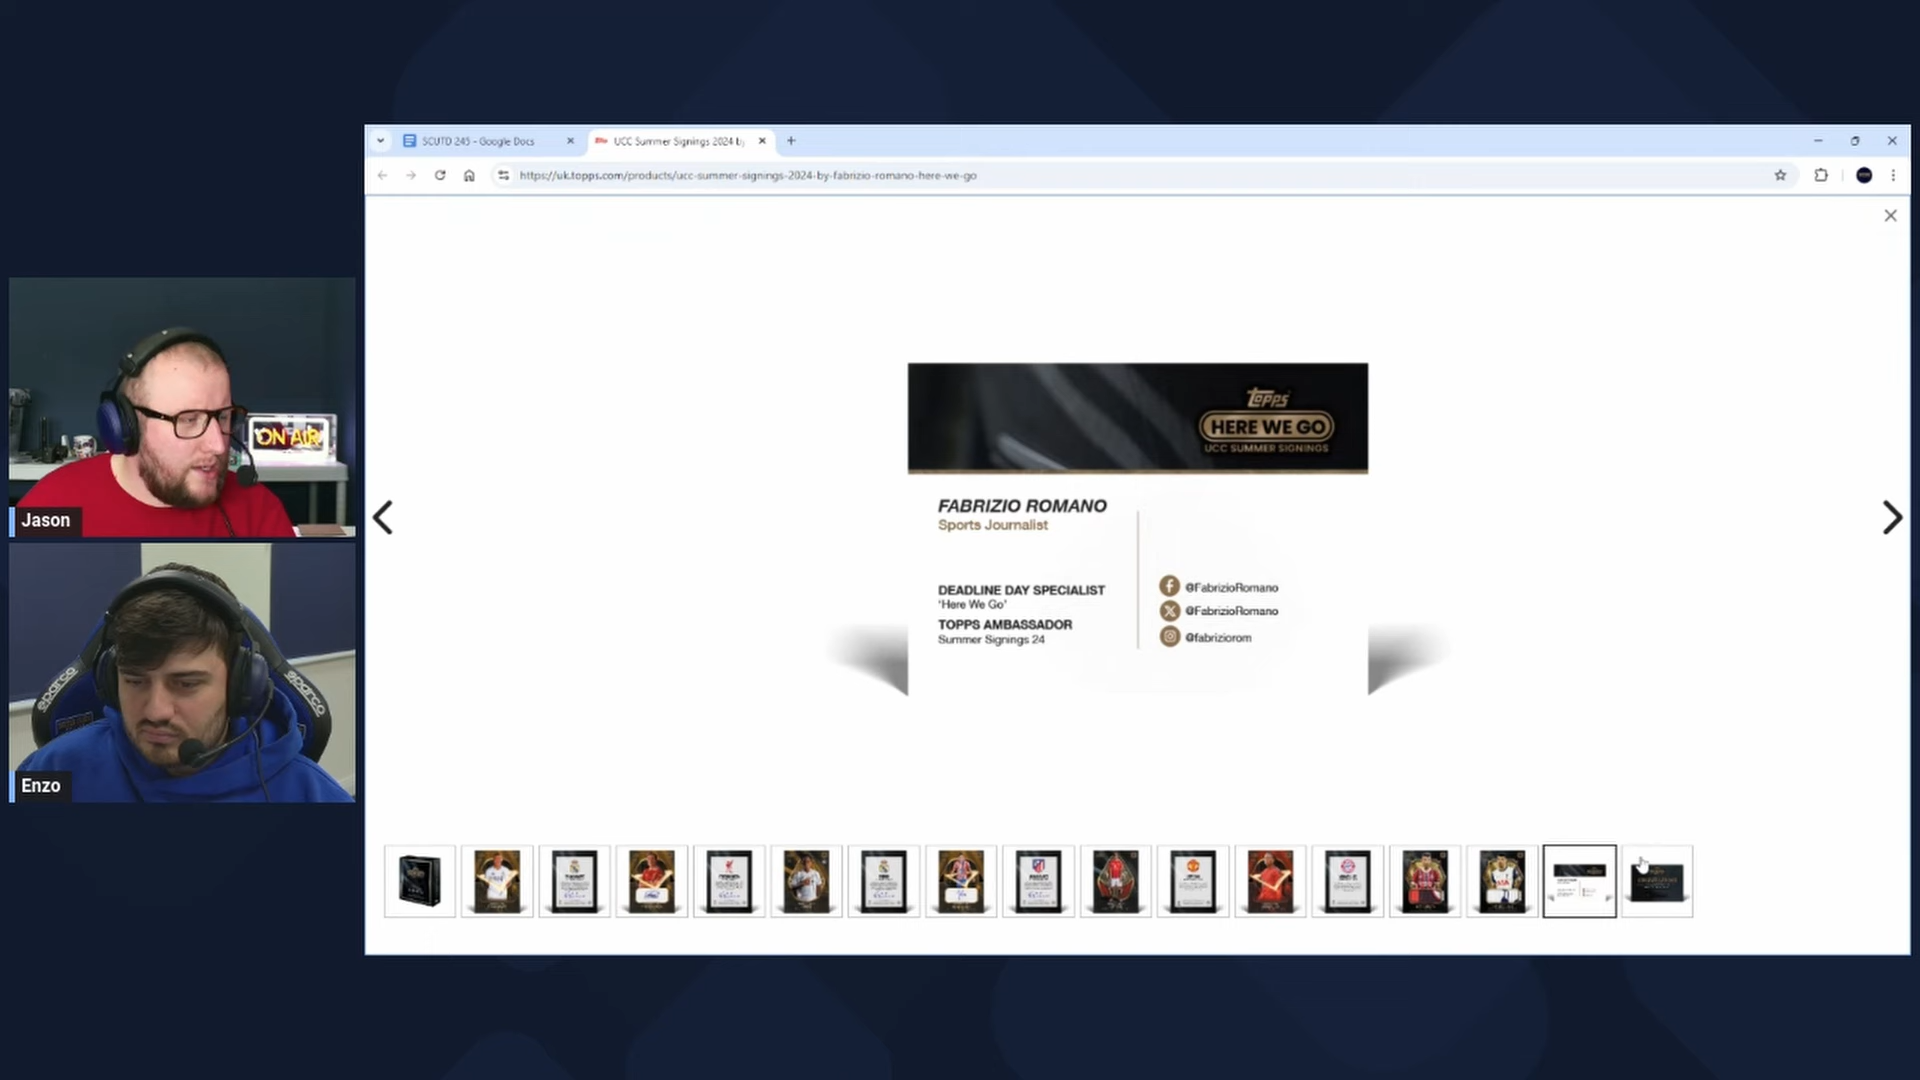 SCUTD 245 - Google Docs
UCC Summer Signings 2024 b
https://uk.topps.com/products/ucc-summer-signings-2024-by-fabrizio-romano-here-we-go
ON AIR
Jason
sparco
sparco
Enzo
Topps
HERE WE GO
UCC SUMMER SIGNINGS
FABRIZIO ROMANO
Sports Journalist
DEADLINE DAY SPECIALIST
'Here We Go'
TOPPS AMBASSADOR
Summer Signings 24
@FabrizioRomano
@FabrizioRomano
@fabriziorom